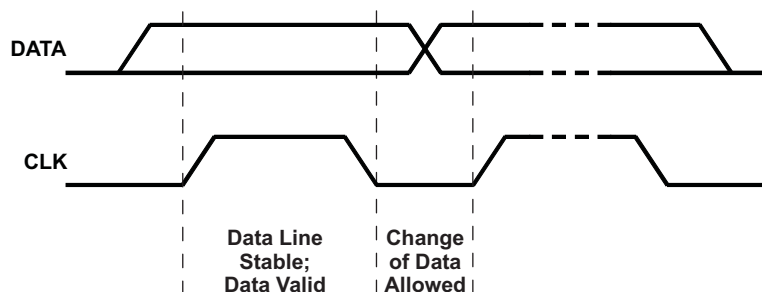 DATA
CLK
Data Line
Stable;
Data Valid
Change
of Data
Allowed